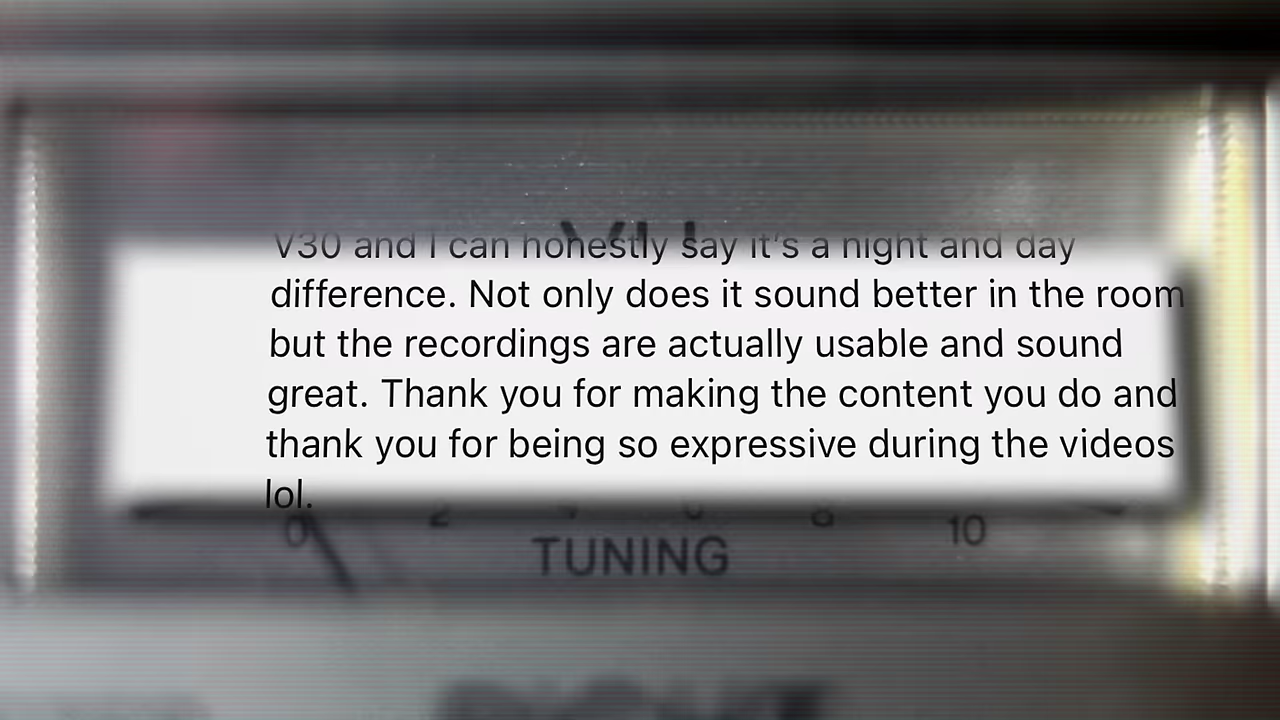 V30 and I can honestly say it's a night and day
difference. Not only does it sound better in the room
but the recordings are actually usable and sound
great. Thank you for making the content you do and
thank you for being so expressive during the videos
lol.
0 2 4 6 8 10
TUNING